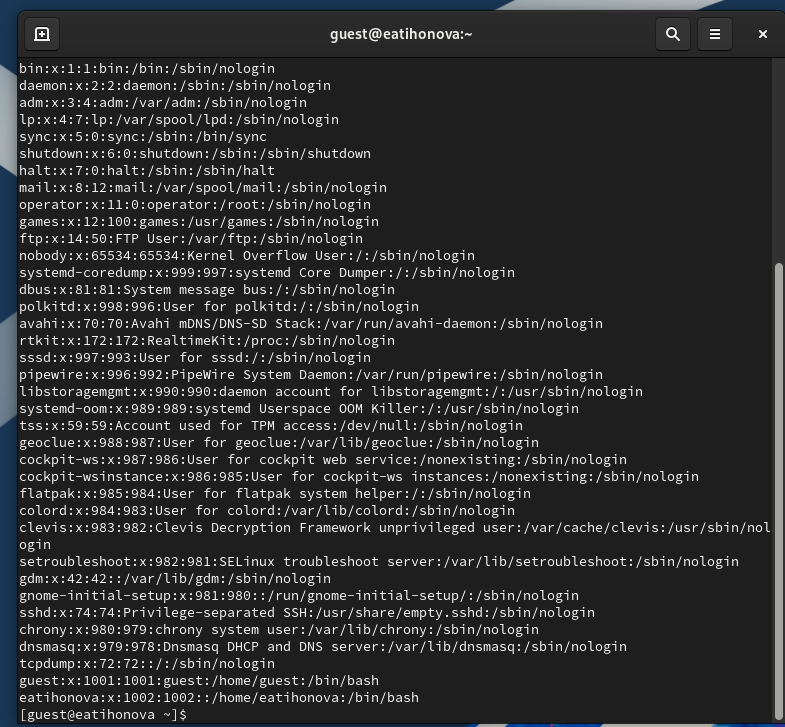 guest@eatihonova:~
bin:x:1:1:bin:/bin:/sbin/nologin
daemon:x:2:2:daemon:/sbin:/sbin/nologin
adm:x:3:4:adm:/var/adm:/sbin/nologin
lp:x:4:7:lp:/var/spool/lpd:/sbin/nologin
sync:x:5:0:sync:/sbin:/bin/sync
shutdown:x:6:0:shutdown:/sbin:/sbin/shutdown
halt:x:7:0:halt:/sbin:/sbin/halt
mail:x:8:12:mail:/var/spool/mail:/sbin/nologin
operator:x:11:0:operator:/root:/sbin/nologin
games:x:12:100:games:/usr/games:/sbin/nologin
ftp:x:14:50:FTP User:/var/ftp:/sbin/nologin
nobody:x:65534:65534:Kernel Overflow User:/:/sbin/nologin
systemd-coredump:x:999:997:systemd Core Dumper:/:/sbin/nologin
dbus:x:81:81:System message bus:/:/sbin/nologin
polkitd:x:998:996:User for polkitd:/:/sbin/nologin
avahi:x:70:70:Avahi mDNS/DNS-SD Stack:/var/run/avahi-daemon:/sbin/nologin
rtkit:x:172:172:RealtimeKit:/proc:/sbin/nologin
sssd:x:997:993:User for sssd:/:/sbin/nologin
pipewire:x:996:992:PipeWire System Daemon:/var/run/pipewire:/sbin/nologin
libstoragemgmt:x:990:990:daemon account for libstoragemgmt:/:/usr/sbin/nologin
systemd-oom:x:989:989:systemd Userspace OOM Killer:/:/usr/sbin/nologin
tss:x:59:59:Account used for TPM access:/dev/null:/sbin/nologin
geoclue:x:988:987:User for geoclue:/var/lib/geoclue:/sbin/nologin
cockpit-ws:x:987:986:User for cockpit web service:/nonexisting:/sbin/nologin
cockpit-wsinstance:x:986:985:User for cockpit-ws instances:/nonexisting:/sbin/nologin
flatpak:x:985:984:User for flatpak system helper:/:/sbin/nologin
colord:x:984:983:User for colord:/var/lib/colord:/sbin/nologin
clevis:x:983:982:Clevis Decryption Framework unprivileged user:/var/cache/clevis:/usr/sbin/nol
ogin
setroubleshoot:x:982:981:SELinux troubleshoot server:/var/lib/setroubleshoot:/sbin/nologin
gdm:x:42:42::/var/lib/gdm:/sbin/nologin
gnome-initial-setup:x:981:980::/run/gnome-initial-setup/:/sbin/nologin
sshd:x:74:74:Privilege-separated SSH:/usr/share/empty.sshd:/sbin/nologin
chrony:x:980:979:chrony system user:/var/lib/chrony:/sbin/nologin
dnsmasq:x:979:978:Dnsmasq DHCP and DNS server:/var/lib/dnsmasq:/sbin/nologin
tcpdump:x:72:72::/:/sbin/nologin
guest:x:1001:1001:guest:/home/guest:/bin/bash
eatihonova:x:1002:1002::/home/eatihonova:/bin/bash
[guest@eatihonova ~]$